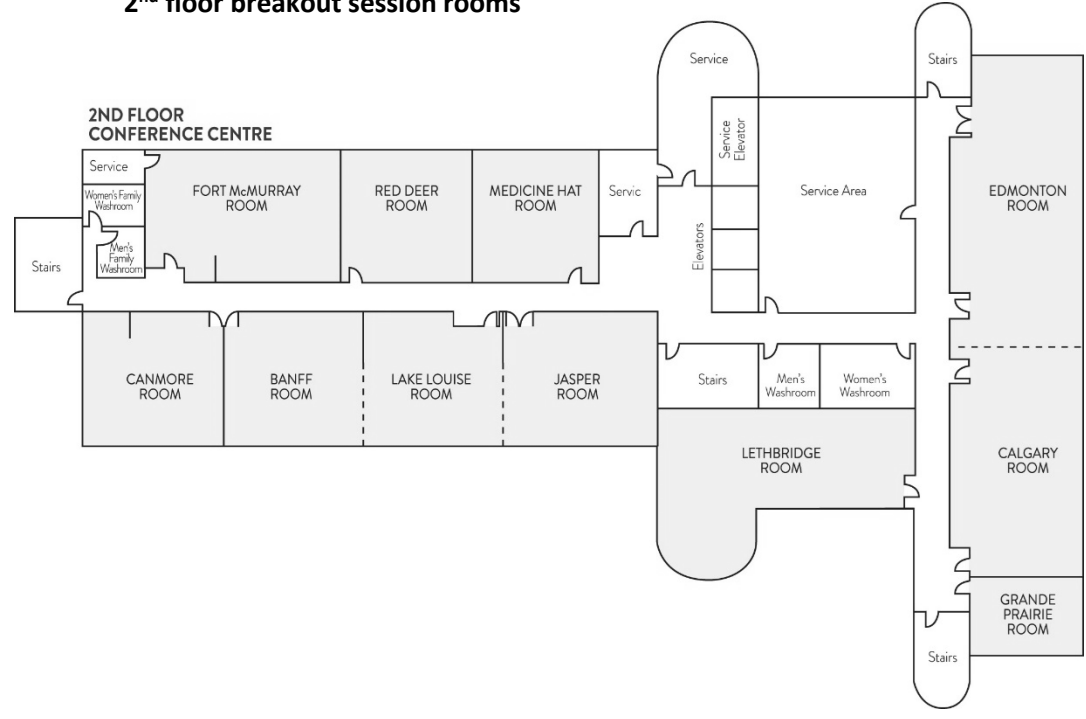 2nd floor breakout session rooms
2ND FLOOR
CONFERENCE CENTRE
Service
Stairs
Service
Service
Elevator
Women's Family
Washroom
Men's
Family
Washroom
Stairs
FORT McMURRAY
ROOM
RED DEER
ROOM
MEDICINE HAT
ROOM
Servic
Elevators
Service Area
EDMONTON
ROOM
CANMORE
ROOM
BANFF
ROOM
LAKE LOUISE
ROOM
JASPER
ROOM
Stairs
Men's
Washroom
Women's
Washroom
LETHBRIDGE
ROOM
CALGARY
ROOM
GRANDE
PRAIRIE
ROOM
Stairs